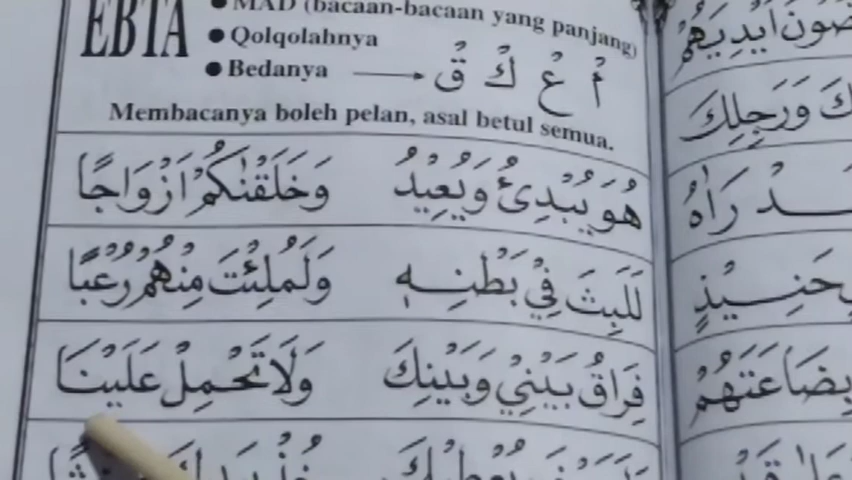 EBTA
● MAD (bacaan-bacaan yang panjang)
● Qolqolahnya
● Bedanya → قُ كُ عُ أُ
Membacanya boleh pelan, asal betul semua.
هُوَ يُبْدِئُ وَيُعِيدُ وَخَلَقْنٰكُمْ اَزْوَاجًا
لَلَبِثَ فِيْ بَطْنِهٖ وَلَمُلِئْتَ مِنْهُمْ رُعْبًا
فِرَاقُ بَيْنِيْ وَبَيْنِكَ وَلَا تَحْمِلْ عَلَيْنَا
اَيْدِيَهُمْ
وَرَجِلِكَ
رَاٰهُ
حَنِيْذٍ
بِضَاعَتَهُمْ